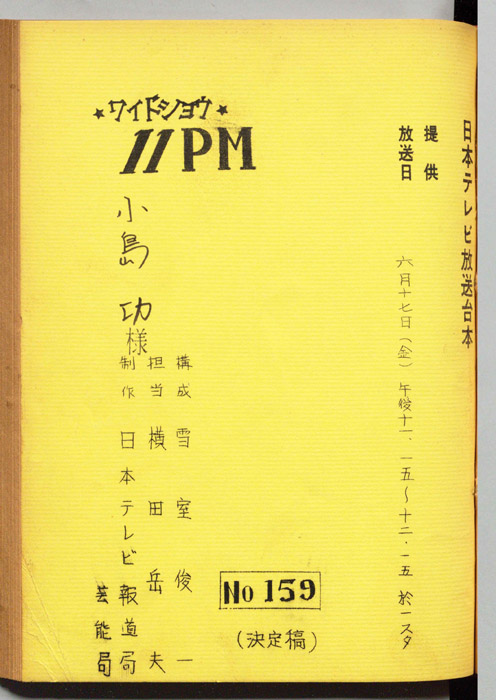 日本テレビ放送台本
提供
放送日 六月十七日(金)午後十一、一五〜十二・一五 於一スタ
★ワイドショウ★
11PM
小島功様
構成 雪室俊一
担当 横田岳夫
制作 日本テレビ 報道局
芸能局
No 159
(決定稿)